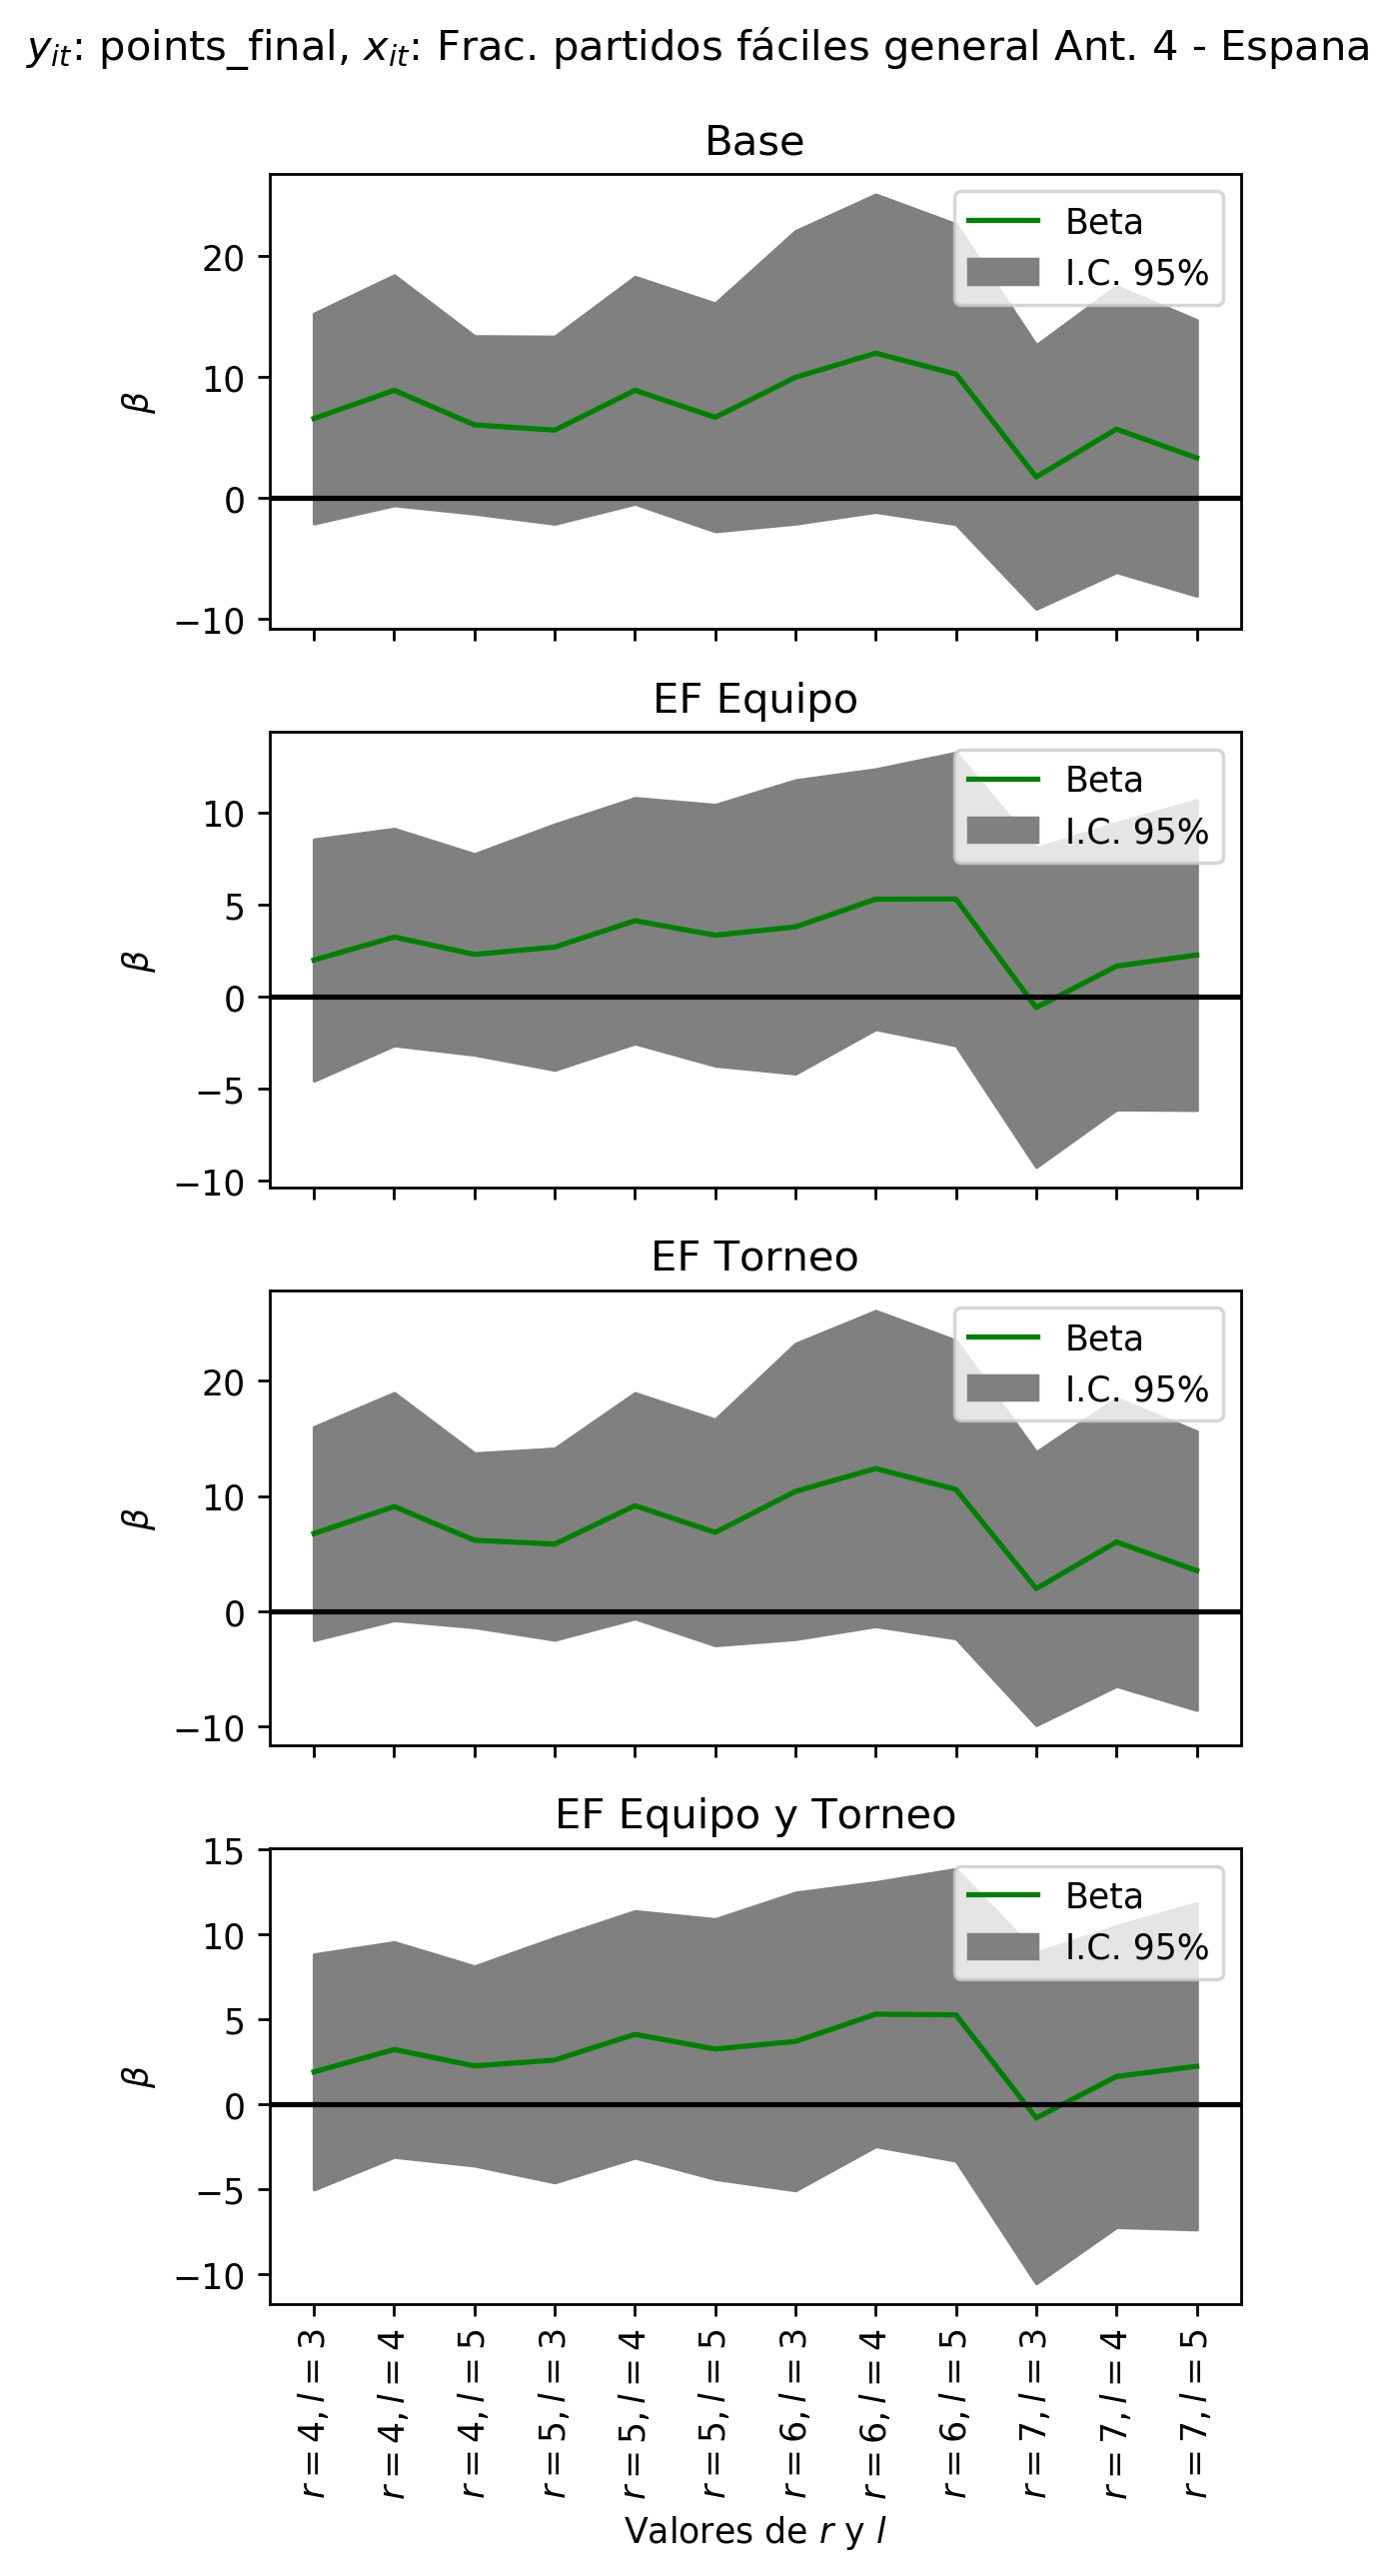 y_it: points_final, x_it: Frac. partidos fáciles general Ant. 4 - Espana
Base
Beta
I.C. 95%
20
10
0
−10
β
EF Equipo
Beta
I.C. 95%
10
5
0
−5
−10
β
EF Torneo
Beta
I.C. 95%
20
10
0
−10
β
EF Equipo y Torneo
Beta
I.C. 95%
15
10
5
0
−5
−10
β
r = 4, l = 3
r = 4, l = 4
r = 4, l = 5
r = 5, l = 3
r = 5, l = 4
r = 5, l = 5
r = 6, l = 3
r = 6, l = 4
r = 6, l = 5
r = 7, l = 3
r = 7, l = 4
r = 7, l = 5
Valores de r y l